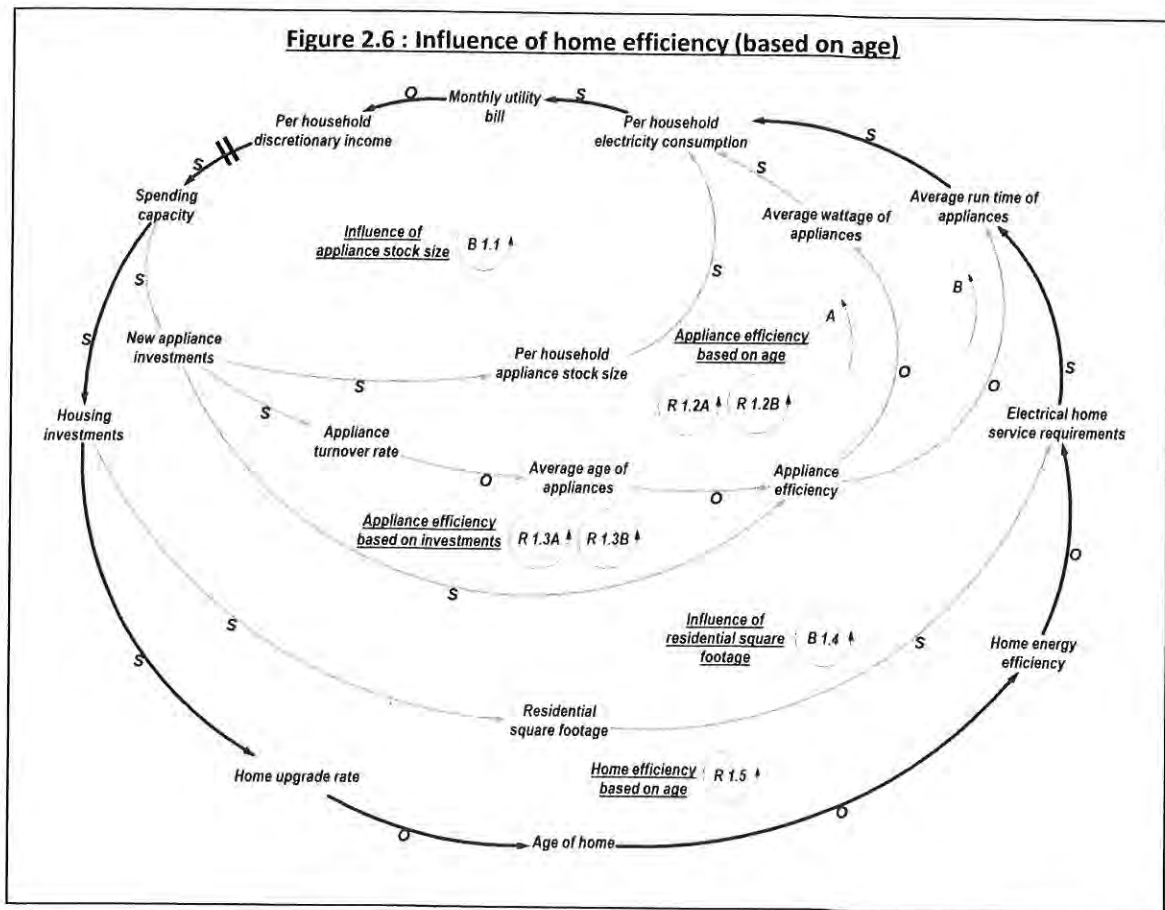 Figure 2.6 : Influence of home efficiency (based on age)
O
Monthly utility
bill
S
Per household
discretionary income
Per household
electricity consumption
S
S
Spending
capacity
S
Average wattage of
appliances
Average run time of
appliances
Influence of
appliance stock size
B 1.1
S
S
B
A
S
New appliance
investments
Per household
appliance stock size
Appliance efficiency
based on age
S
O
S
R 1.2A
R 1.2B
O
Housing
investments
S
Appliance
turnover rate
Electrical home
service requirements
O
Average age of
appliances
O
Appliance
efficiency
Appliance efficiency
based on investments
R 1.3A
R 1.3B
O
S
S
Influence of
residential square
footage
B 1.4
S
Home energy
efficiency
S
Residential
square footage
Home upgrade rate
Home efficiency
based on age
R 1.5
O
O
Age of home